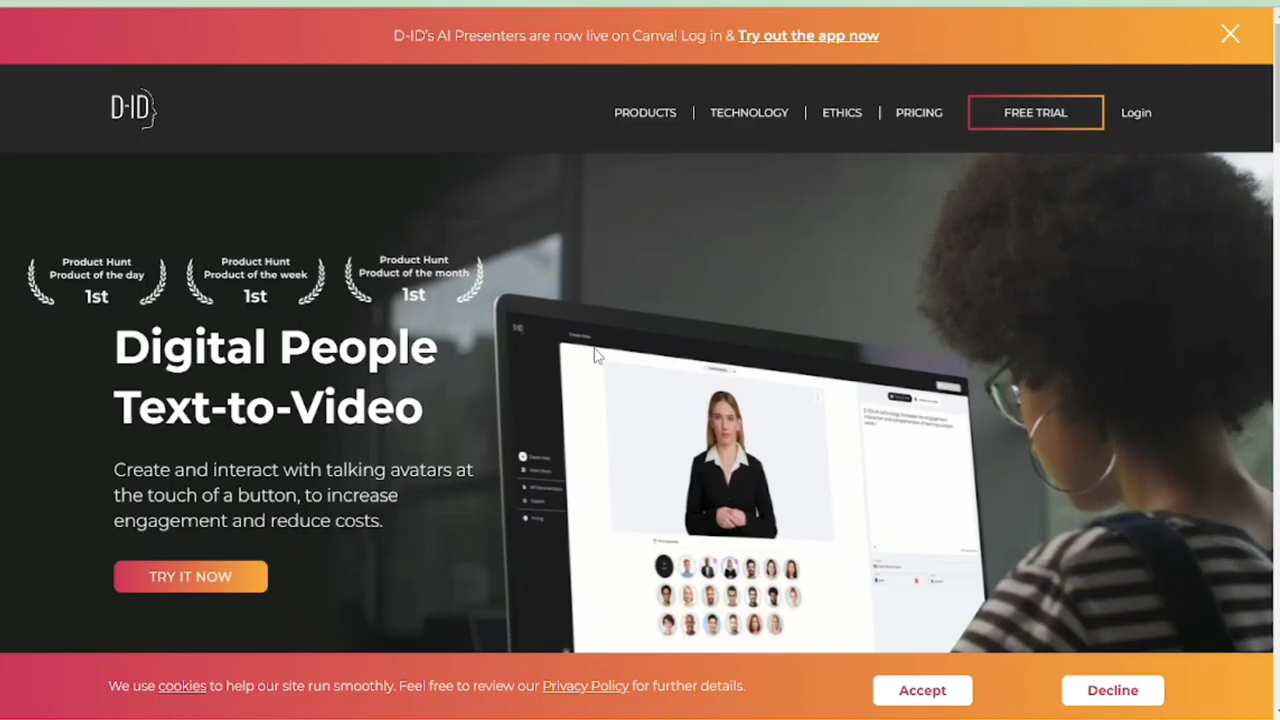 D-ID's AI Presenters are now live on Canva! Log in & Try out the app now
D-ID
PRODUCTS | TECHNOLOGY | ETHICS | PRICING
FREE TRIAL
Login
Product Hunt
Product of the day
1st
Product Hunt
Product of the week
1st
Product Hunt
Product of the month
1st
Digital People
Text-to-Video
Create and interact with talking avatars at
the touch of a button, to increase
engagement and reduce costs.
TRY IT NOW
We use cookies to help our site run smoothly. Feel free to review our Privacy Policy for further details.
Accept
Decline